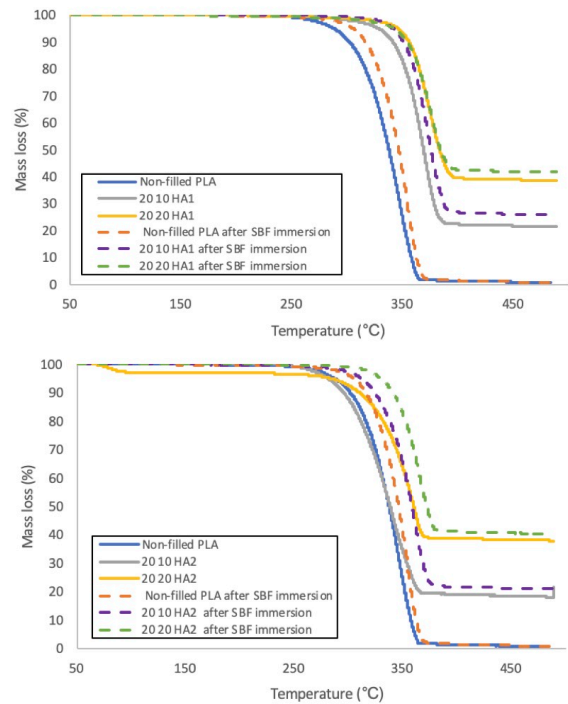 100
90
80
70
60
50
40
30
20
10
0
Mass loss (%)
Non-filled PLA
20 10 HA1
20 20 HA1
Non-filled PLA after SBF immersion
20 10 HA1 after SBF immersion
20 20 HA1 after SBF immersion
50 150 250 350 450
Temperature (°C)
100
90
80
70
60
50
40
30
20
10
0
Mass loss (%)
Non-filled PLA
20 10 HA2
20 20 HA2
Non-filled PLA after SBF immersion
20 10 HA2 after SBF immersion
20 20 HA2 after SBF immersion
50 150 250 350 450
Temperature (°C)